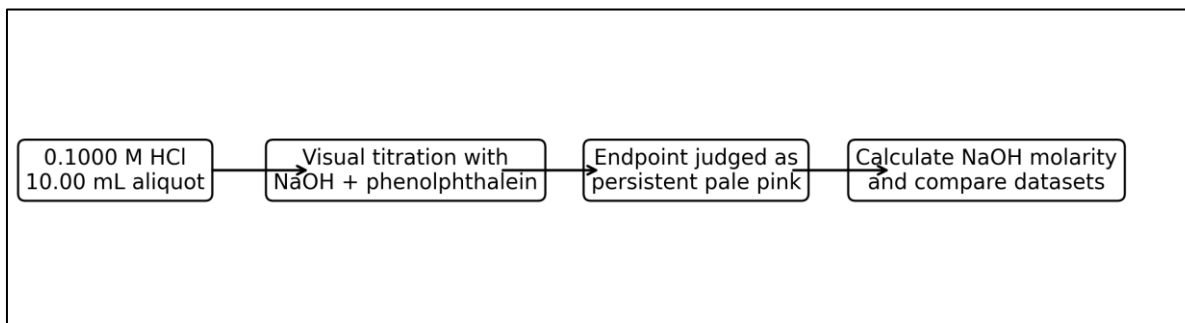 0.1000 M HCl
10.00 mL aliquot
Visual titration with
NaOH + phenolphthalein
Endpoint judged as
persistent pale pink
Calculate NaOH molarity
and compare datasets